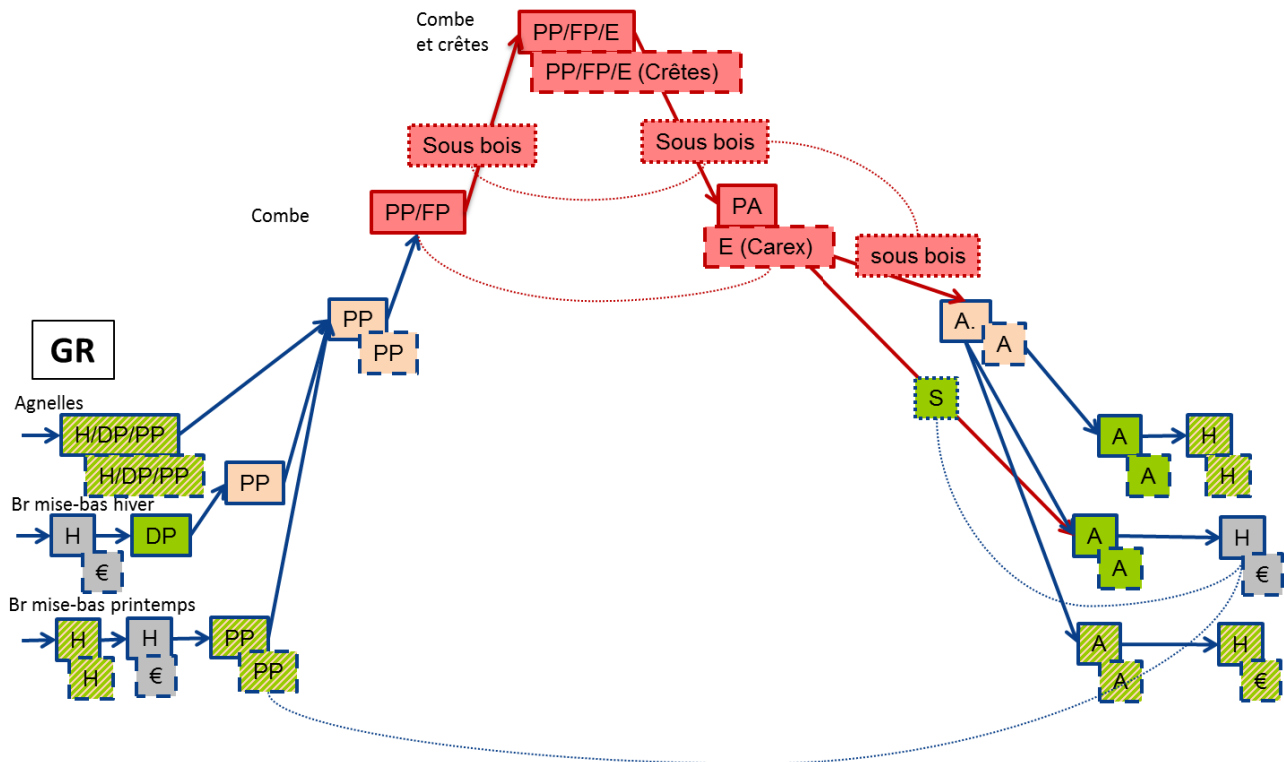 Combe
et crêtes
PP/FP/E
PP/FP/E (Crêtes)
Sous bois
Sous bois
Combe
PP/FP
PA
E (Carex)
sous bois
PP
PP
A.
A
GR
S
Agnelles
H/DP/PP
H/DP/PP
PP
A
A
H
H
Br mise-bas hiver
H
€
DP
A
A
H
€
Br mise-bas printemps
H
H
H
€
PP
PP
A
A
H
€